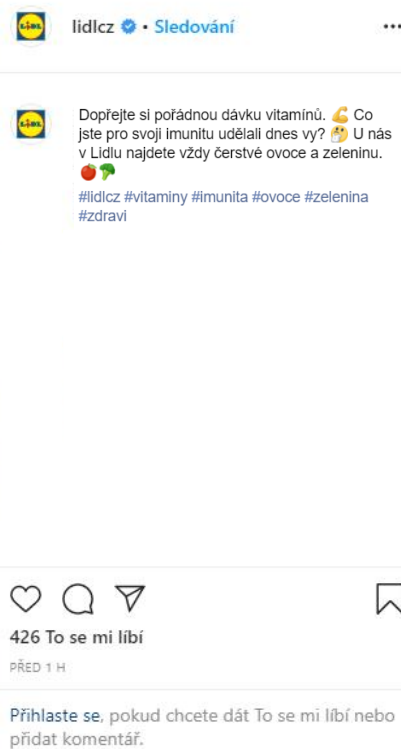 lidlcz • Sledování
Dopřejte si pořádnou dávku vitamínů. 💪 Co
jste pro svoji imunitu udělali dnes vy? 🤔 U nás
v Lidlu najdete vždy čerstvé ovoce a zeleninu.
🍎🥦
#lidlcz #vitaminy #imunita #ovoce #zelenina
#zdravi
426 To se mi líbí
PŘED 1 H
Přihlaste se, pokud chcete dát To se mi líbí nebo
přidat komentář.